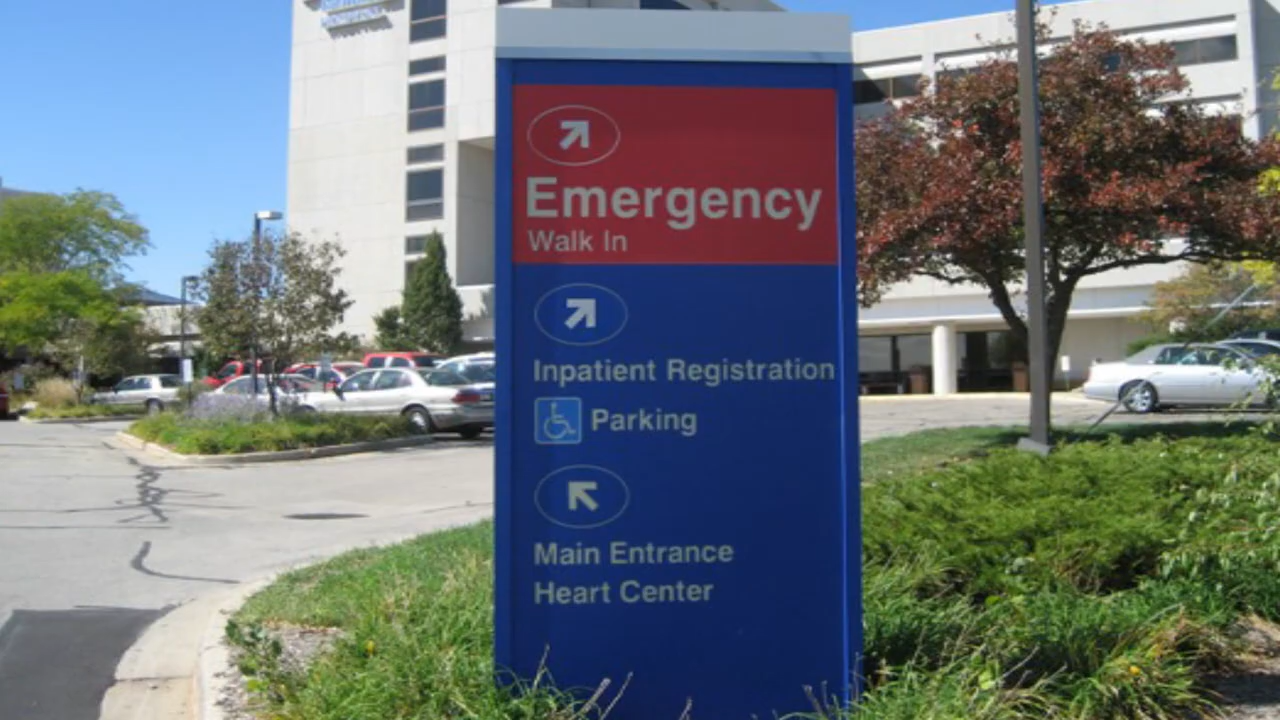 Emergency
Walk In
Inpatient Registration
Parking
Main Entrance
Heart Center